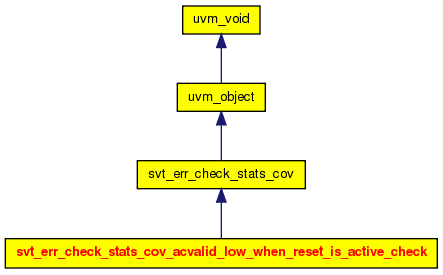 uvm_void
uvm_object
svt_err_check_stats_cov
svt_err_check_stats_cov_acvalid_low_when_reset_is_active_check